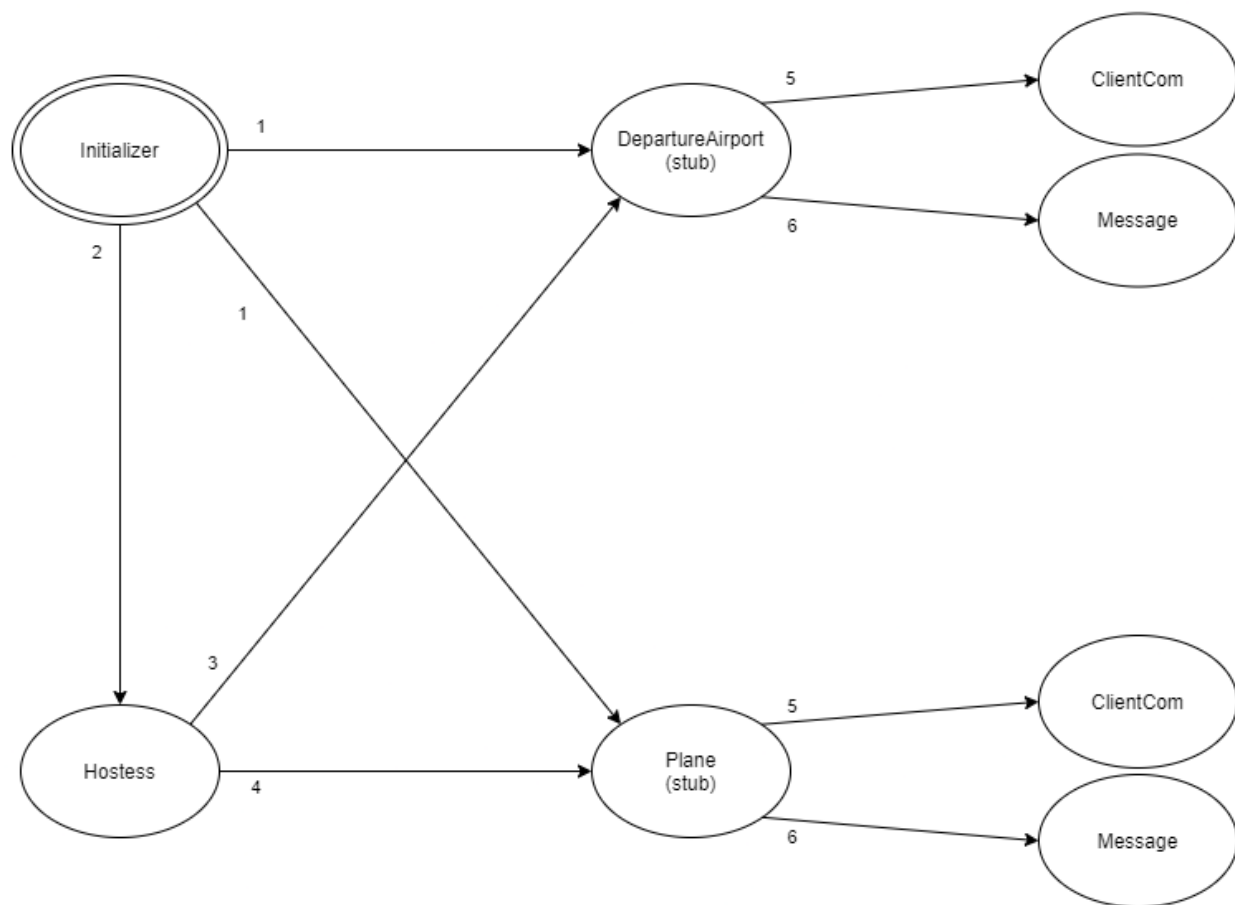 ClientCom
5
Initializer
1
DepartureAirport
(stub)
6
Message
2
1
3
Hostess
4
Plane
(stub)
5
ClientCom
6
Message